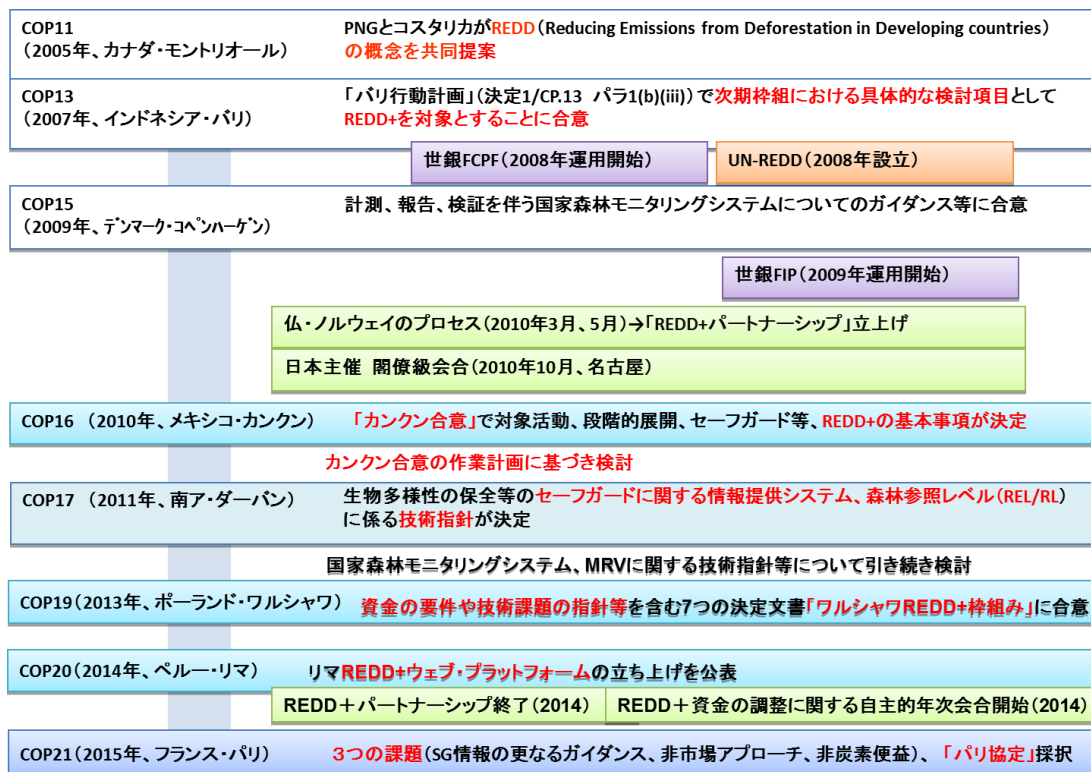 COP11
(2005年、カナダ・モントリオール)
PNGとコスタリカがREDD(Reducing Emissions from Deforestation in Developing countries)
の概念を共同提案
COP13
(2007年、インドネシア・バリ)
「バリ行動計画」(決定1/CP.13 パラ1(b)(iii))で次期枠組における具体的な検討項目として
REDD+を対象とすることに合意
世銀FCPF(2008年運用開始)
UN-REDD(2008年設立)
COP15
(2009年、デンマーク・コペンハーゲン)
計測、報告、検証を伴う国家森林モニタリングシステムについてのガイダンス等に合意
世銀FIP(2009年運用開始)
仏・ノルウェイのプロセス(2010年3月、5月)→「REDD+パートナーシップ」立上げ
日本主催 閣僚級会合(2010年10月、名古屋)
COP16 (2010年、メキシコ・カンクン)
「カンクン合意」で対象活動、段階的展開、セーフガード等、REDD+の基本事項が決定
カンクン合意の作業計画に基づき検討
COP17 (2011年、南ア・ダーバン)
生物多様性の保全等のセーフガードに関する情報提供システム、森林参照レベル(REL/RL)
に係る技術指針が決定
国家森林モニタリングシステム、MRVに関する技術指針等について引き続き検討
COP19(2013年、ポーランド・ワルシャワ)
資金の要件や技術課題の指針等を含む7つの決定文書「ワルシャワREDD+枠組み」に合意
COP20(2014年、ペルー・リマ)
リマREDD+ウェブ・プラットフォームの立ち上げを公表
REDD+パートナーシップ終了(2014)
REDD+資金の調整に関する自主的年次会合開始(2014)
COP21(2015年、フランス・パリ)
3つの課題(SG情報の更なるガイダンス、非市場アプローチ、非炭素便益)、「パリ協定」採択